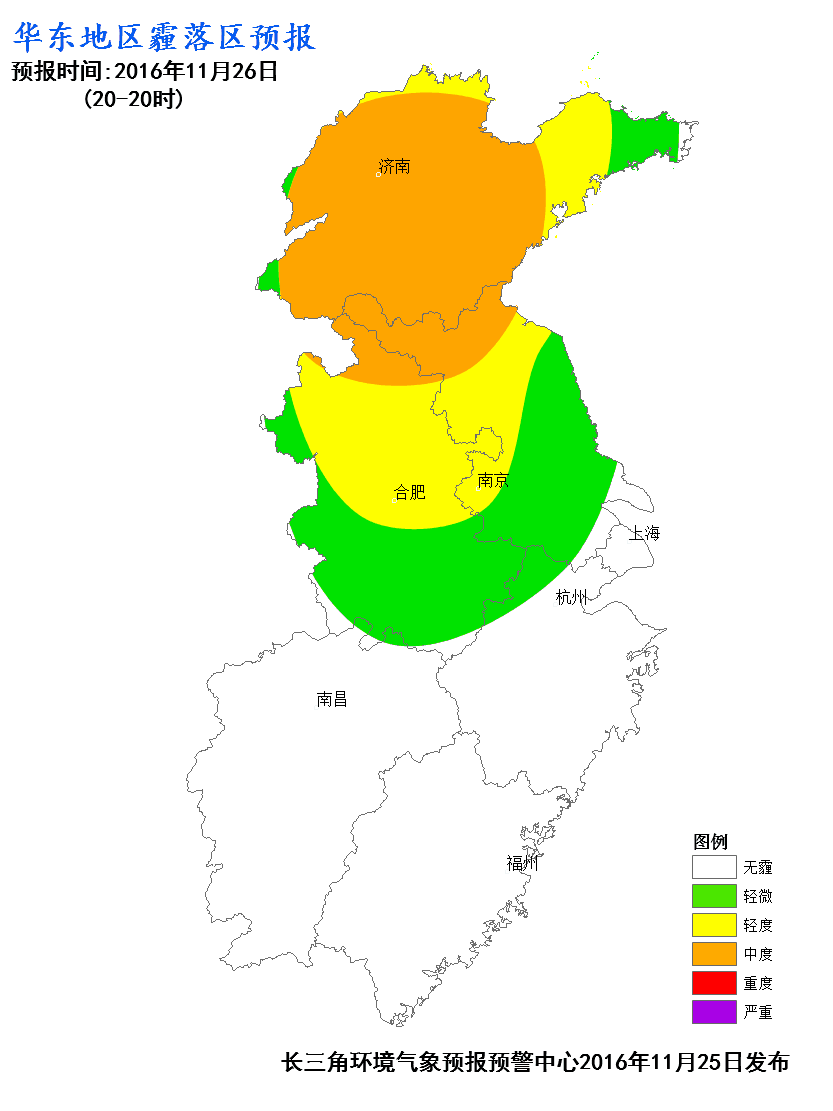 华东地区霾落区预报
预报时间:2016年11月26日
(20-20时)
济南
合肥
南京
上海
杭州
南昌
福州
图例
无霾
轻微
轻度
中度
重度
严重
长三角环境气象预报预警中心2016年11月25日发布